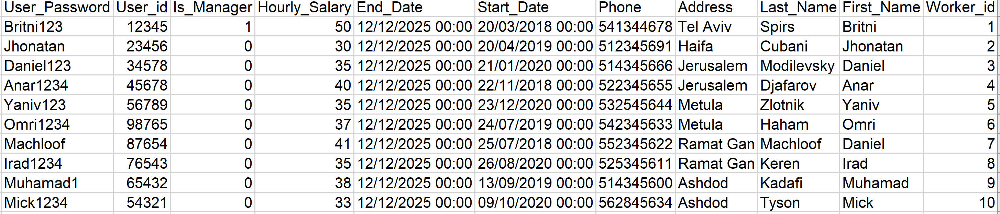 User_Password User_id Is_Manager Hourly_Salary End_Date Start_Date Phone Address Last_Name First_Name Worker_id
Britni123 12345 1 50 12/12/2025 00:00 20/03/2018 00:00 541344678 Tel Aviv Spirs Britni 1
Jhonatan 23456 0 30 12/12/2025 00:00 20/04/2019 00:00 512345691 Haifa Cubani Jhonatan 2
Daniel123 34578 0 35 12/12/2025 00:00 21/01/2020 00:00 514345666 Jerusalem Modilevsky Daniel 3
Anar1234 45678 0 40 12/12/2025 00:00 22/11/2018 00:00 522345655 Jerusalem Djafarov Anar 4
Yaniv123 56789 0 35 12/12/2025 00:00 23/12/2020 00:00 532545644 Metula Zlotnik Yaniv 5
Omri1234 98765 0 37 12/12/2025 00:00 24/07/2019 00:00 542345633 Metula Haham Omri 6
Machloof 87654 0 41 12/12/2025 00:00 25/07/2018 00:00 552345622 Ramat Gan Machloof Daniel 7
Irad1234 76543 0 35 12/12/2025 00:00 26/08/2020 00:00 525345611 Ramat Gan Keren Irad 8
Muhamad1 65432 0 38 12/12/2025 00:00 13/09/2019 00:00 514345600 Ashdod Kadafi Muhamad 9
Mick1234 54321 0 33 12/12/2025 00:00 09/10/2020 00:00 562845634 Ashdod Tyson Mick 10